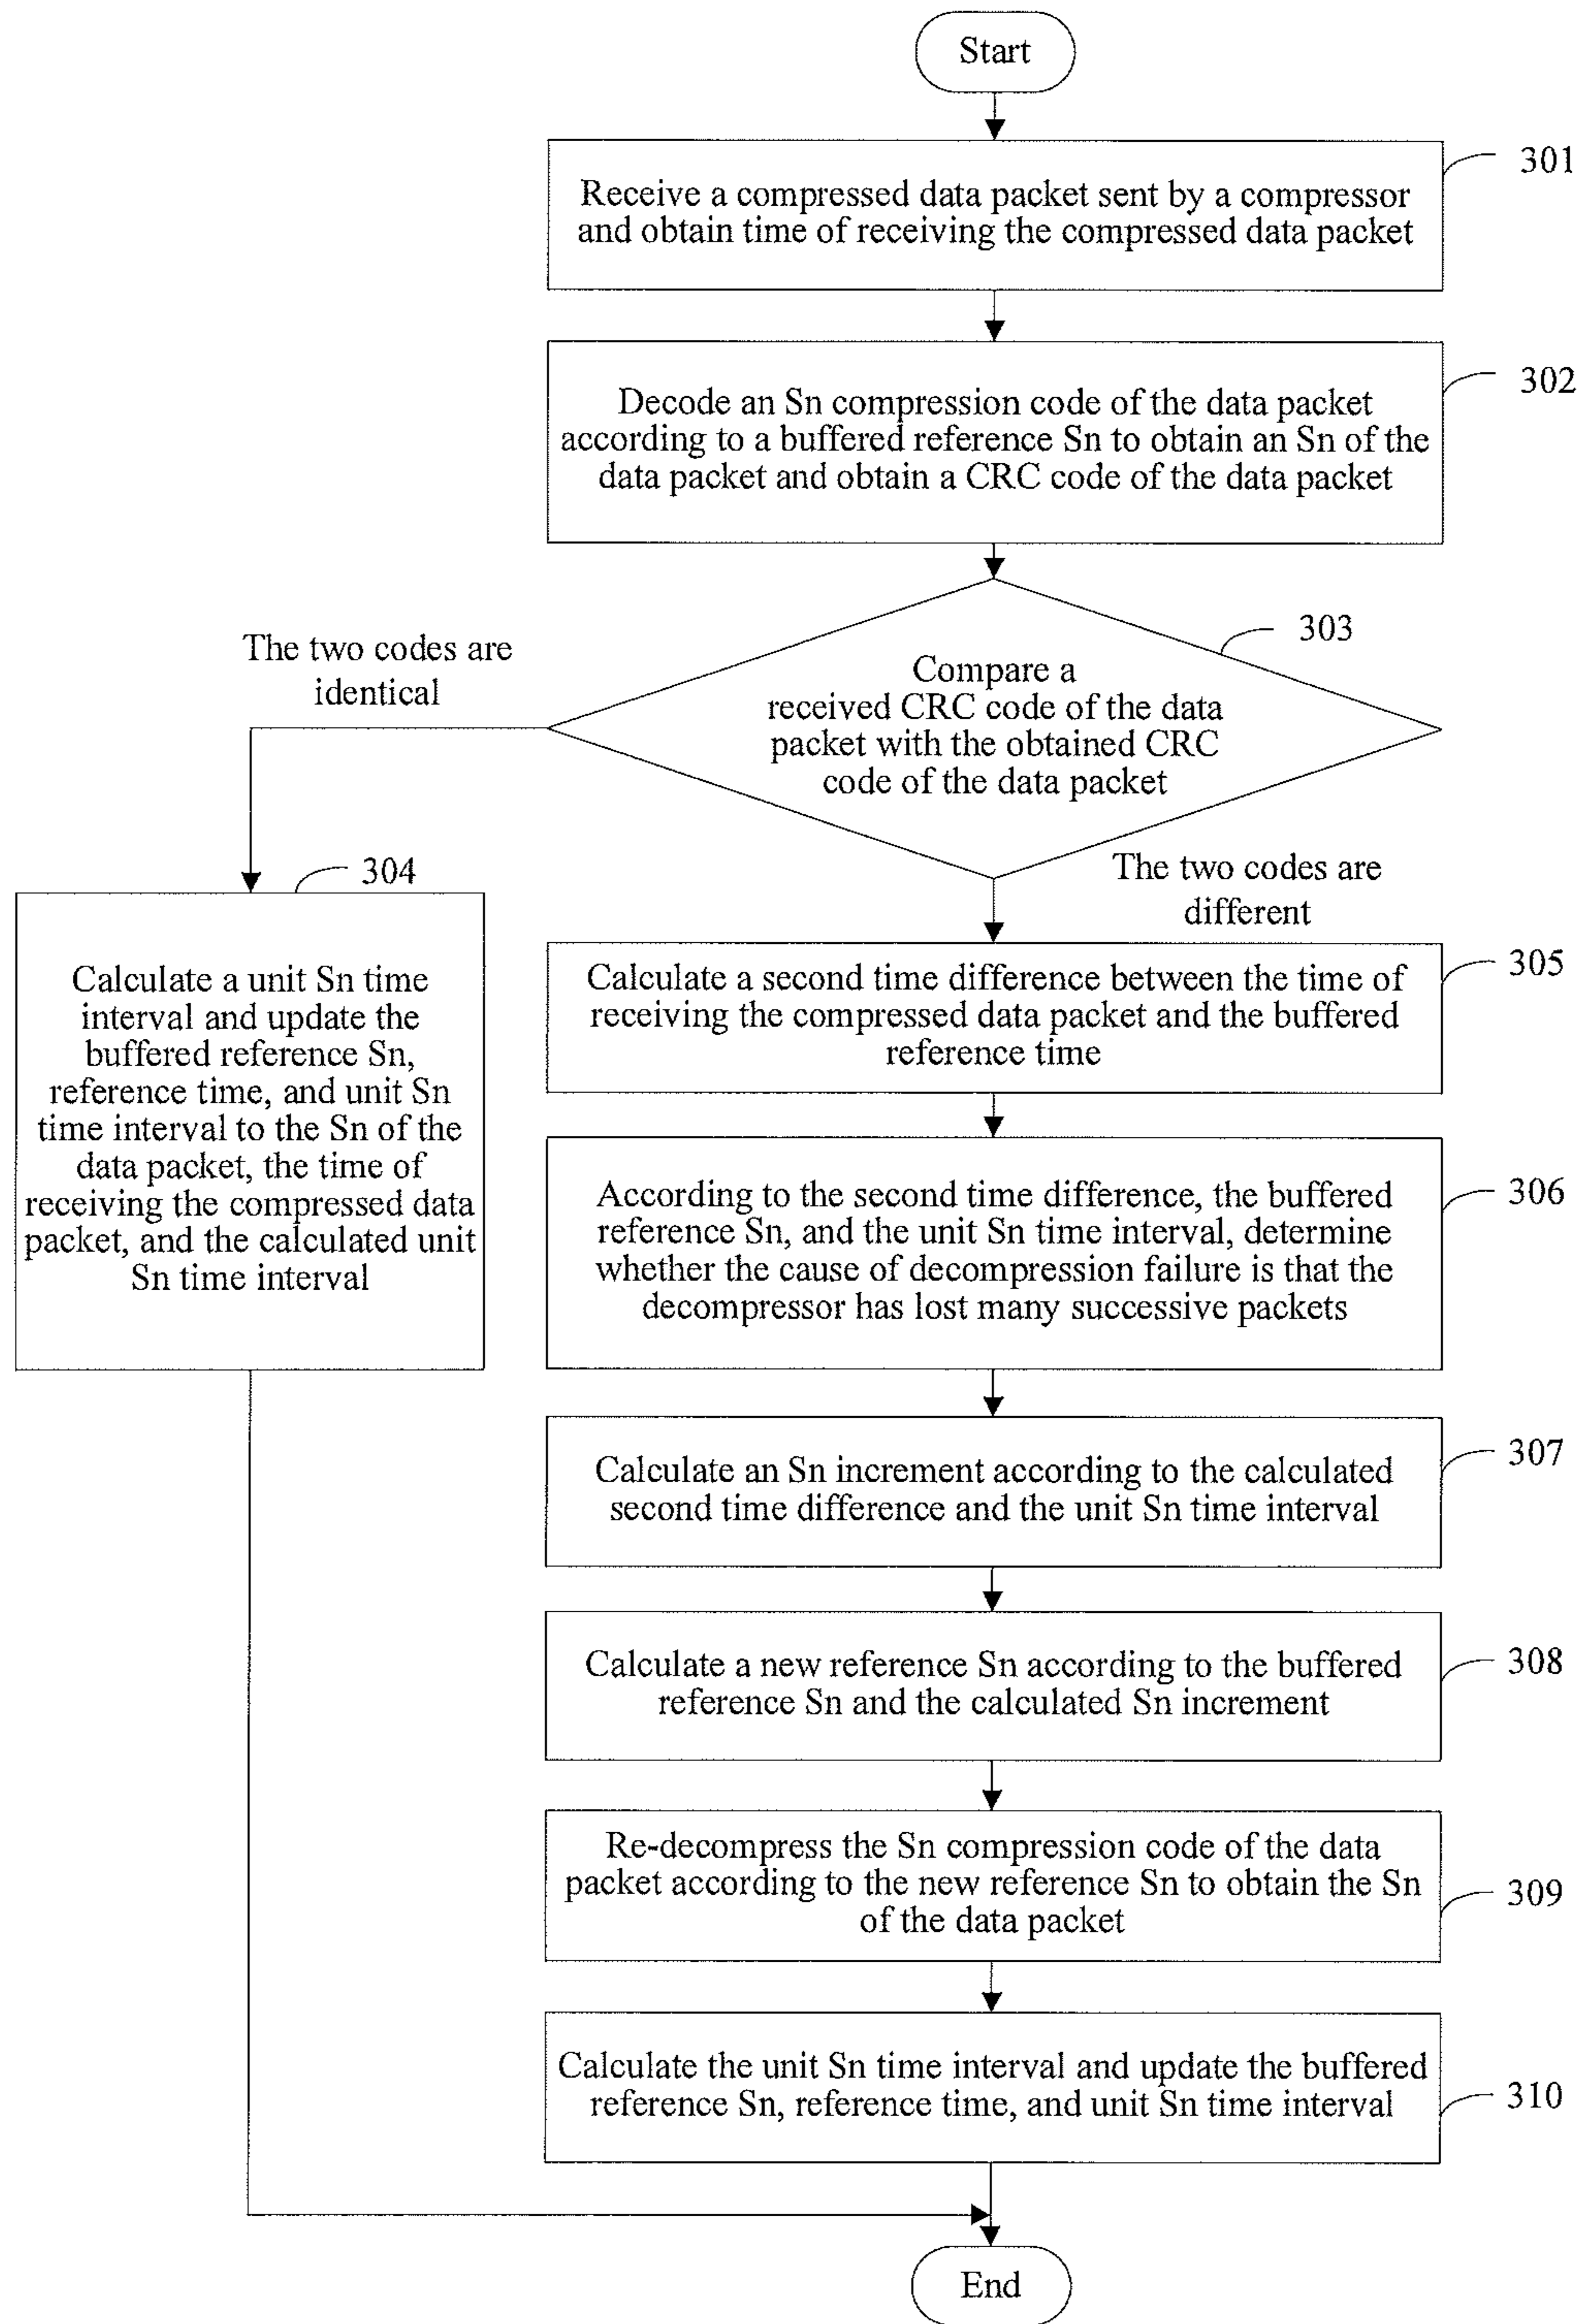 Start
301
Receive a compressed data packet sent by a compressor
and obtain time of receiving the compressed data packet
302
Decode an Sn compression code of the data packet
according to a buffered reference Sn to obtain an Sn of the
data packet and obtain a CRC code of the data packet
303
Compare a
received CRC code of the data
packet with the obtained CRC
code of the data packet
The two codes are
identical
The two codes are
different
304
Calculate a unit Sn time
interval and update the
buffered reference Sn,
reference time, and unit Sn
time interval to the Sn of the
data packet, the time of
receiving the compressed data
packet, and the calculated unit
Sn time interval
305
Calculate a second time difference between the time of
receiving the compressed data packet and the buffered
reference time
306
According to the second time difference, the buffered
reference Sn, and the unit Sn time interval, determine
whether the cause of decompression failure is that the
decompressor has lost many successive packets
307
Calculate an Sn increment according to the calculated
second time difference and the unit Sn time interval
308
Calculate a new reference Sn according to the buffered
reference Sn and the calculated Sn increment
309
Re-decompress the Sn compression code of the data
packet according to the new reference Sn to obtain the Sn
of the data packet
310
Calculate the unit Sn time interval and update the buffered
reference Sn, reference time, and unit Sn time interval
End